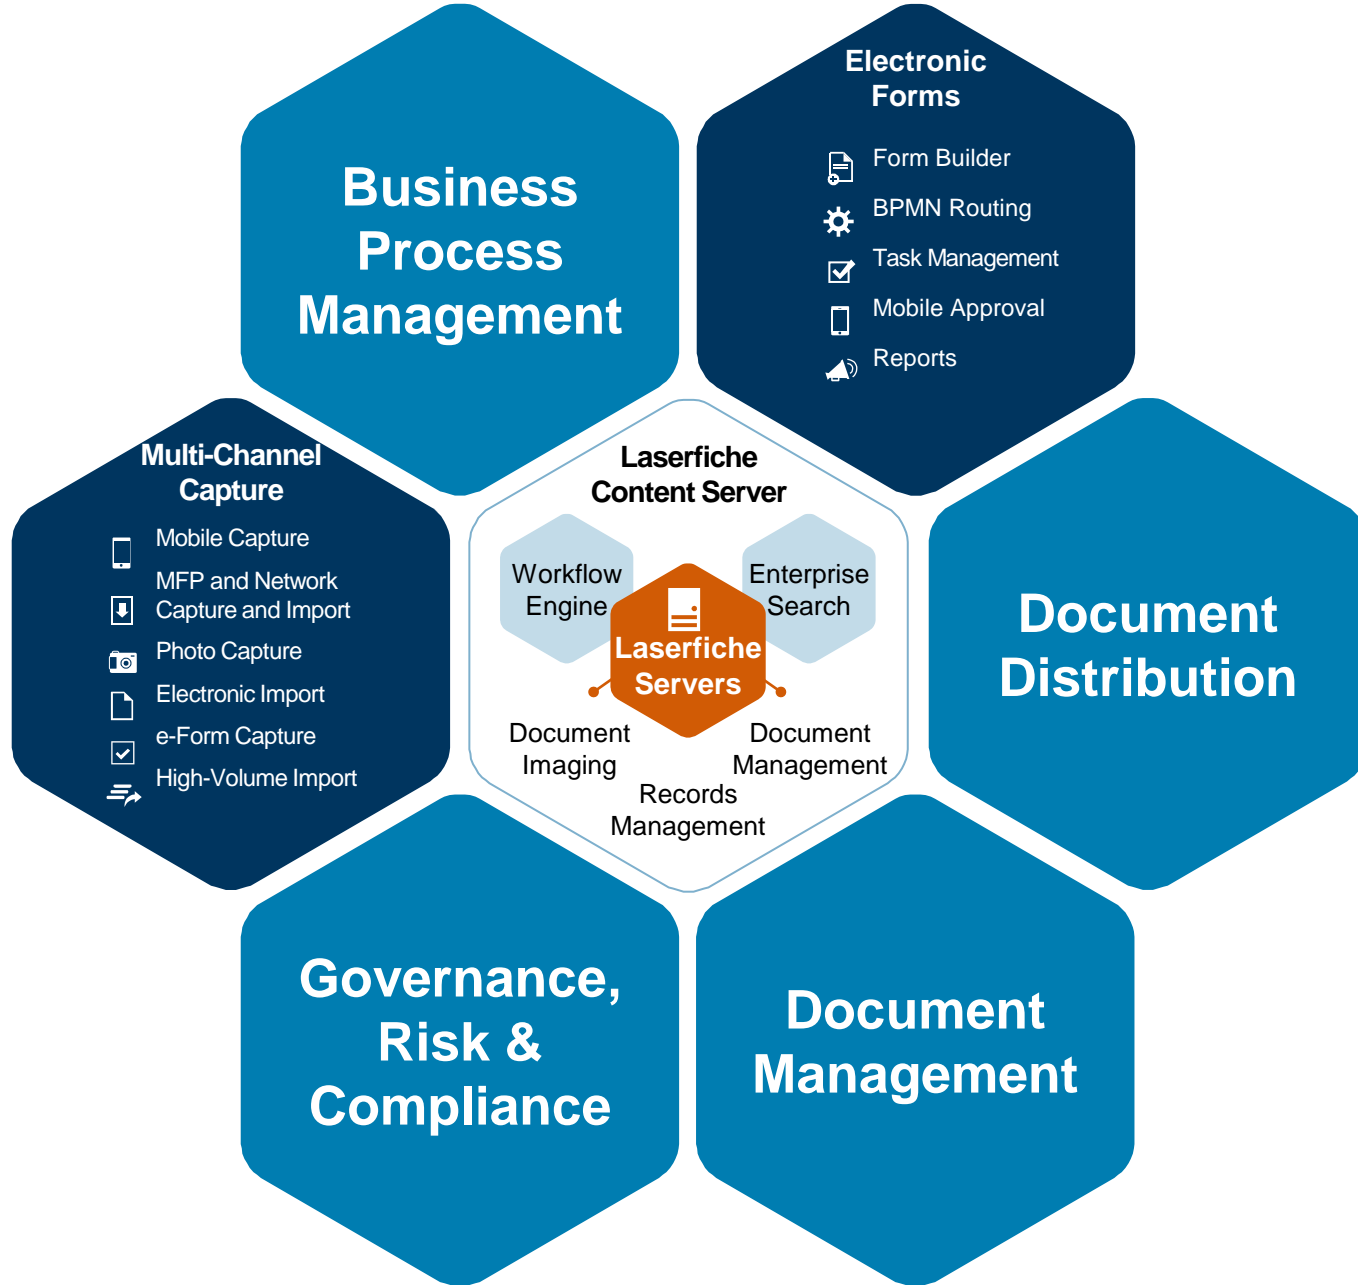 Business
Process
Management
Electronic
Forms
Form Builder
BPMN Routing
Task Management
Mobile Approval
Reports
Multi-Channel
Capture
Mobile Capture
MFP and Network
Capture and Import
Photo Capture
Electronic Import
e-Form Capture
High-Volume Import
Laserfiche
Content Server
Workflow
Engine
Enterprise
Search
Laserfiche
Servers
Document
Imaging
Document
Management
Records
Management
Document
Distribution
Governance,
Risk &
Compliance
Document
Management